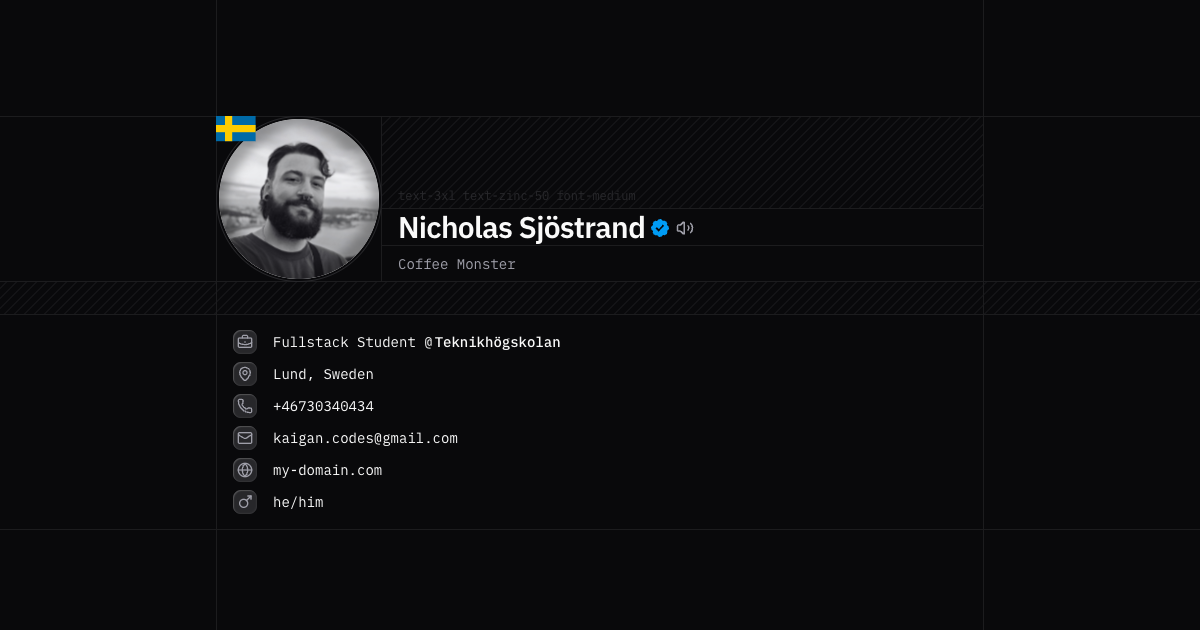 text-3xl text-zinc-50 font-medium
Nicholas Sjöstrand
Coffee Monster
Fullstack Student @Teknikhögskolan
Lund, Sweden
+46730340434
kaigan.codes@gmail.com
my-domain.com
he/him